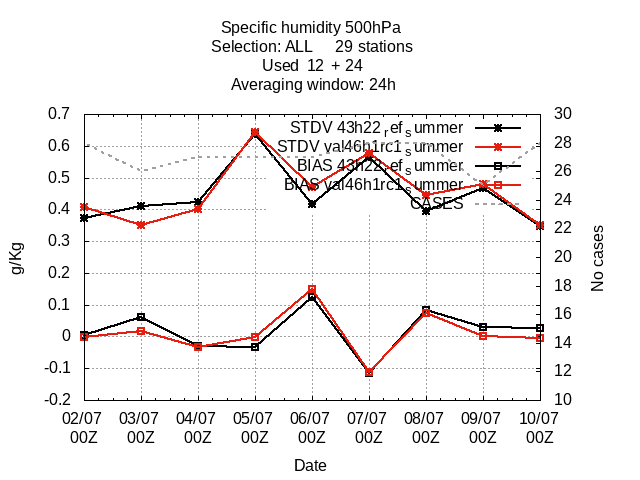 Specific humidity 500hPa
Selection: ALL 29 stations
Used 12 + 24
Averaging window: 24h
0.7
0.6
0.5
0.4
0.3
0.2
0.1
0
-0.1
-0.2
g/Kg
STDV 43h22refsummer
STDV val46h1rc1summer
BIAS 43h22refsummer
BIAS val46h1rc1summer
CASES
30
28
26
24
22
20
18
16
14
12
10
No cases
02/07 03/07 04/07 05/07 06/07 07/07 08/07 09/07 10/07
00Z 00Z 00Z 00Z 00Z 00Z 00Z 00Z 00Z
Date